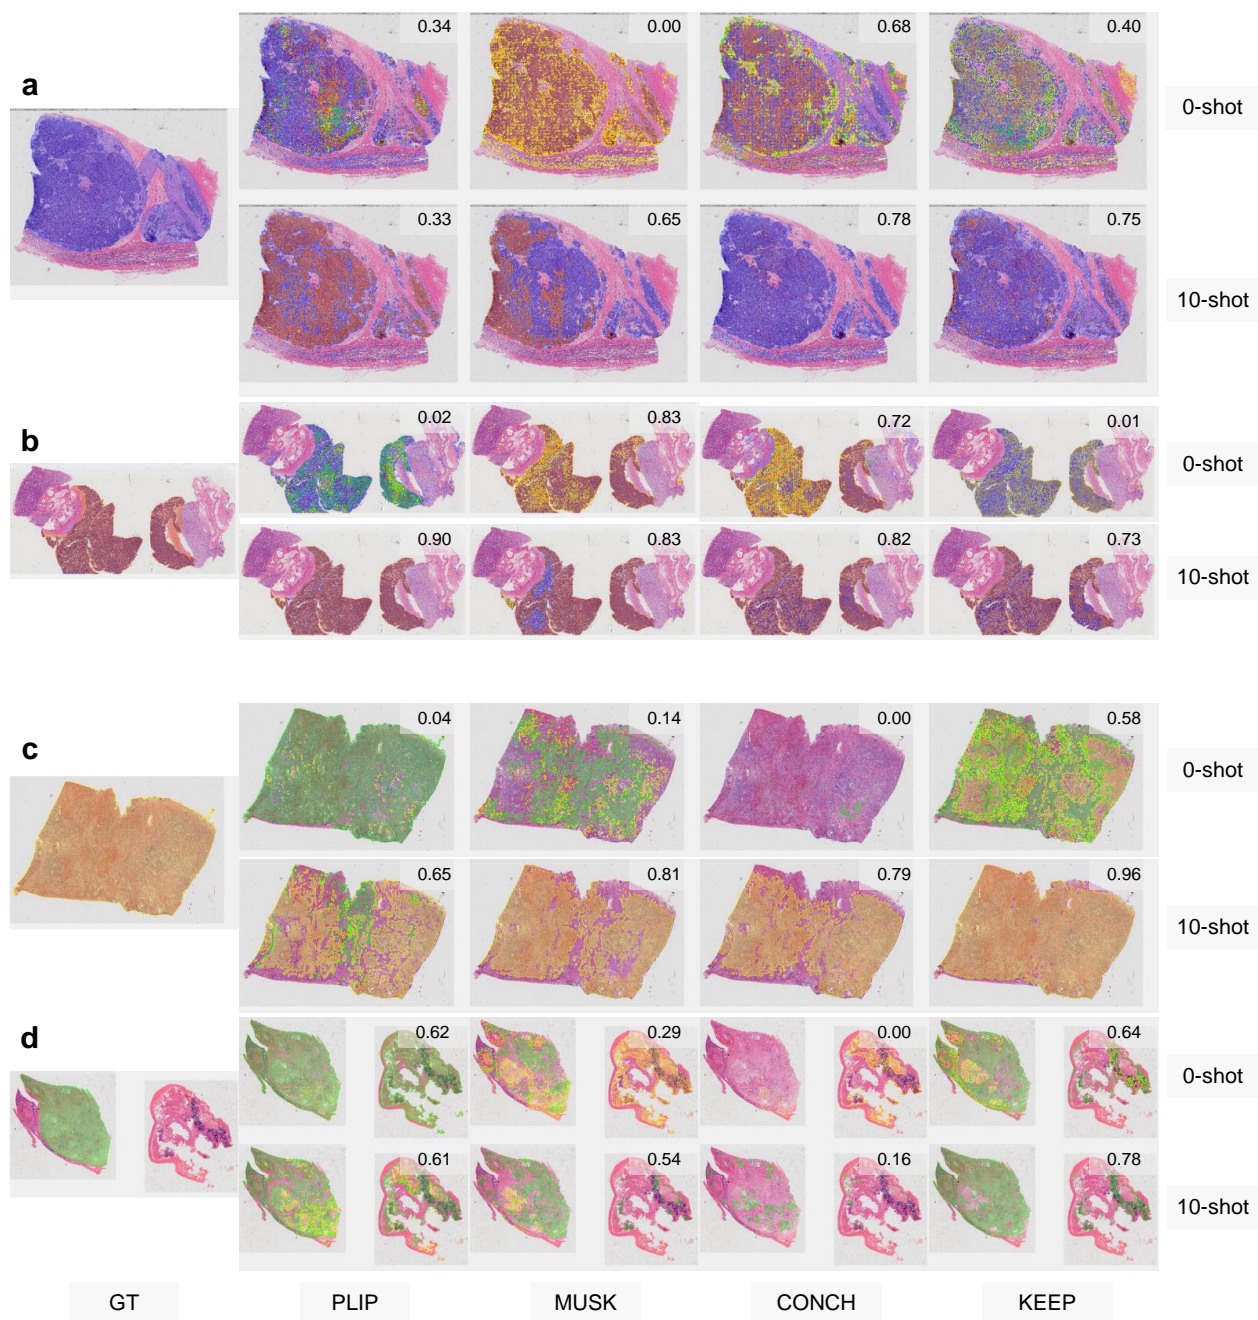 0.34 0.00 0.68 0.40
a
0-shot
0.33 0.65 0.78 0.75
10-shot
0.02 0.83 0.72 0.01
b
0-shot
0.90 0.83 0.82 0.73
10-shot
0.04 0.14 0.00 0.58
c
0-shot
0.65 0.81 0.79 0.96
10-shot
d
0.62 0.29 0.00 0.64
0-shot
0.61 0.54 0.16 0.78
10-shot
GT PLIP MUSK CONCH KEEP